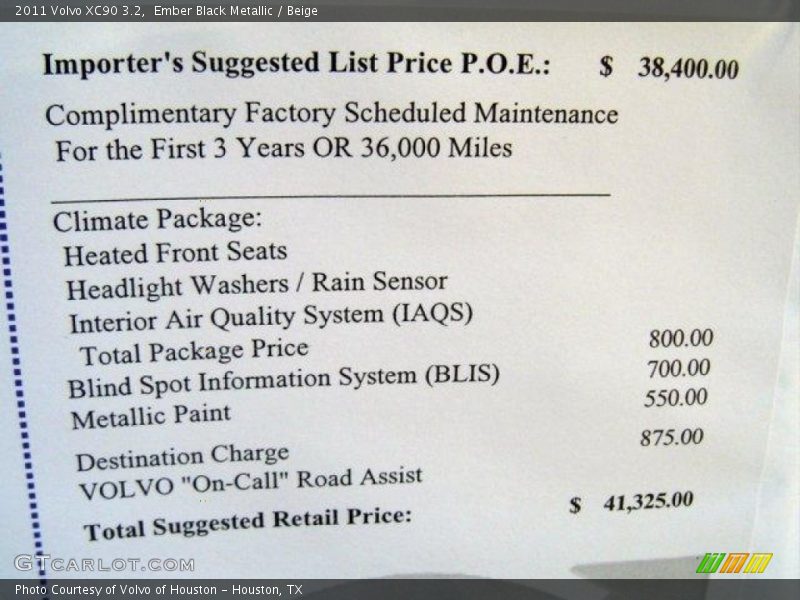 2011 Volvo XC90 3.2, Ember Black Metallic / Beige
Importer's Suggested List Price P.O.E.: $ 38,400.00
Complimentary Factory Scheduled Maintenance
For the First 3 Years OR 36,000 Miles
Climate Package:
Heated Front Seats
Headlight Washers / Rain Sensor
Interior Air Quality System (IAQS)
Total Package Price 800.00
Blind Spot Information System (BLIS) 700.00
Metallic Paint 550.00
Destination Charge 875.00
VOLVO "On-Call" Road Assist
Total Suggested Retail Price: $ 41,325.00
GTCARLOT.COM
Photo Courtesy of Volvo of Houston - Houston, TX